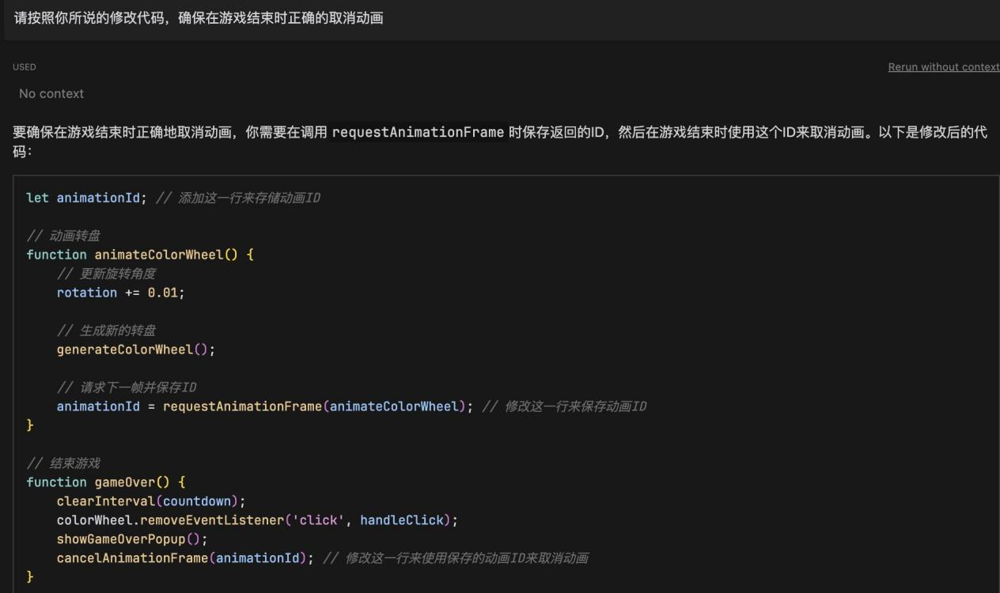 请按照你所说的修改代码，确保在游戏结束时正确的取消动画
USED
Rerun without context
No context
要确保在游戏结束时正确地取消动画，你需要在调用 requestAnimationFrame 时保存返回的ID，然后在游戏结束时使用这个ID来取消动画。以下是修改后的代
码：
let animationId; // 添加这一行来存储动画ID
// 动画转盘
function animateColorWheel() {
// 更新旋转角度
rotation += 0.01;
// 生成新的转盘
generateColorWheel();
// 请求下一帧并保存ID
animationId = requestAnimationFrame(animateColorWheel); // 修改这一行来保存动画ID
}
// 结束游戏
function gameOver() {
clearInterval(countdown);
colorWheel.removeEventListener('click', handleClick);
showGameOverPopup();
cancelAnimationFrame(animationId); // 修改这一行来使用保存的动画ID来取消动画
}